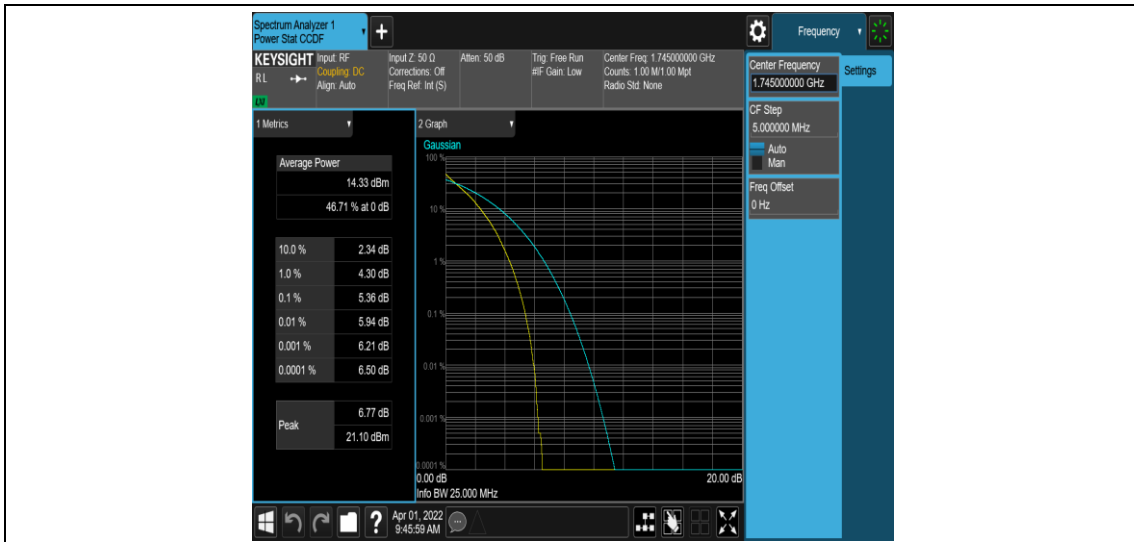 Spectrum Analyzer 1
Power Stat CCDF
Frequency
KEYSIGHT
RL
LXI
Input: RF
Coupling: DC
Align: Auto
Input Z: 50 Ω
Corrections: Off
Freq Ref: Int (S)
Atten: 50 dB
Trig: Free Run
#IF Gain: Low
Center Freq: 1.745000000 GHz
Counts: 1.00 M/1.00 Mpt
Radio Std: None
Center Frequency
1.745000000 GHz
Settings
CF Step
5.000000 MHz
Auto
Man
Freq Offset
0 Hz
1 Metrics
Average Power
14.33 dBm
46.71 % at 0 dB
10.0 % 2.34 dB
1.0 % 4.30 dB
0.1 % 5.36 dB
0.01 % 5.94 dB
0.001 % 6.21 dB
0.0001 % 6.50 dB
Peak 6.77 dB
21.10 dBm
2 Graph
Gaussian
100 %
10 %
1 %
0.1 %
0.01 %
0.001 %
0.0001 %
0.00 dB 20.00 dB
Info BW 25.000 MHz
?
Apr 01, 2022
9:45:59 AM